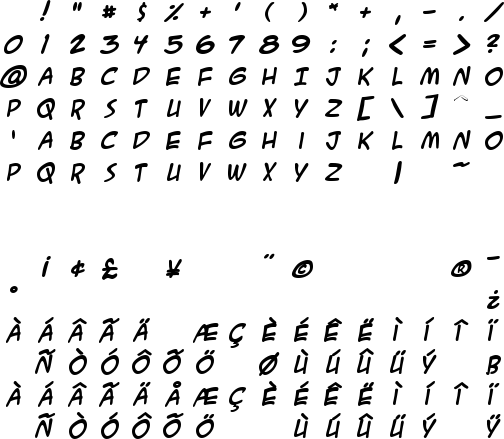 ! " # $ % + ( ) * + , - . /
0 1 2 3 4 5 6 7 8 9 : ; < = > ?
@ A B C D E F G H I J K L M N O
P Q R S T U V W X Y Z [ \ ] ^ _
' A B C D E F G H I J K L M N O
P Q R S T U V W X Y Z | ~
¡ ¢ £ ¥ ¨ © ® ¯
° ¿
À Á Â Ã Ä Æ Ç È É Ê Ë Ì Í Î Ï
Ñ Ò Ó Ô Õ Ö Ø Ù Ú Û Ü Ý ß
À Á Â Ã Ä Å Æ Ç È É Ê Ë Ì Í Î Ï
Ñ Ò Ó Ô Õ Ö Ù Ú Û Ü Ý Ÿ